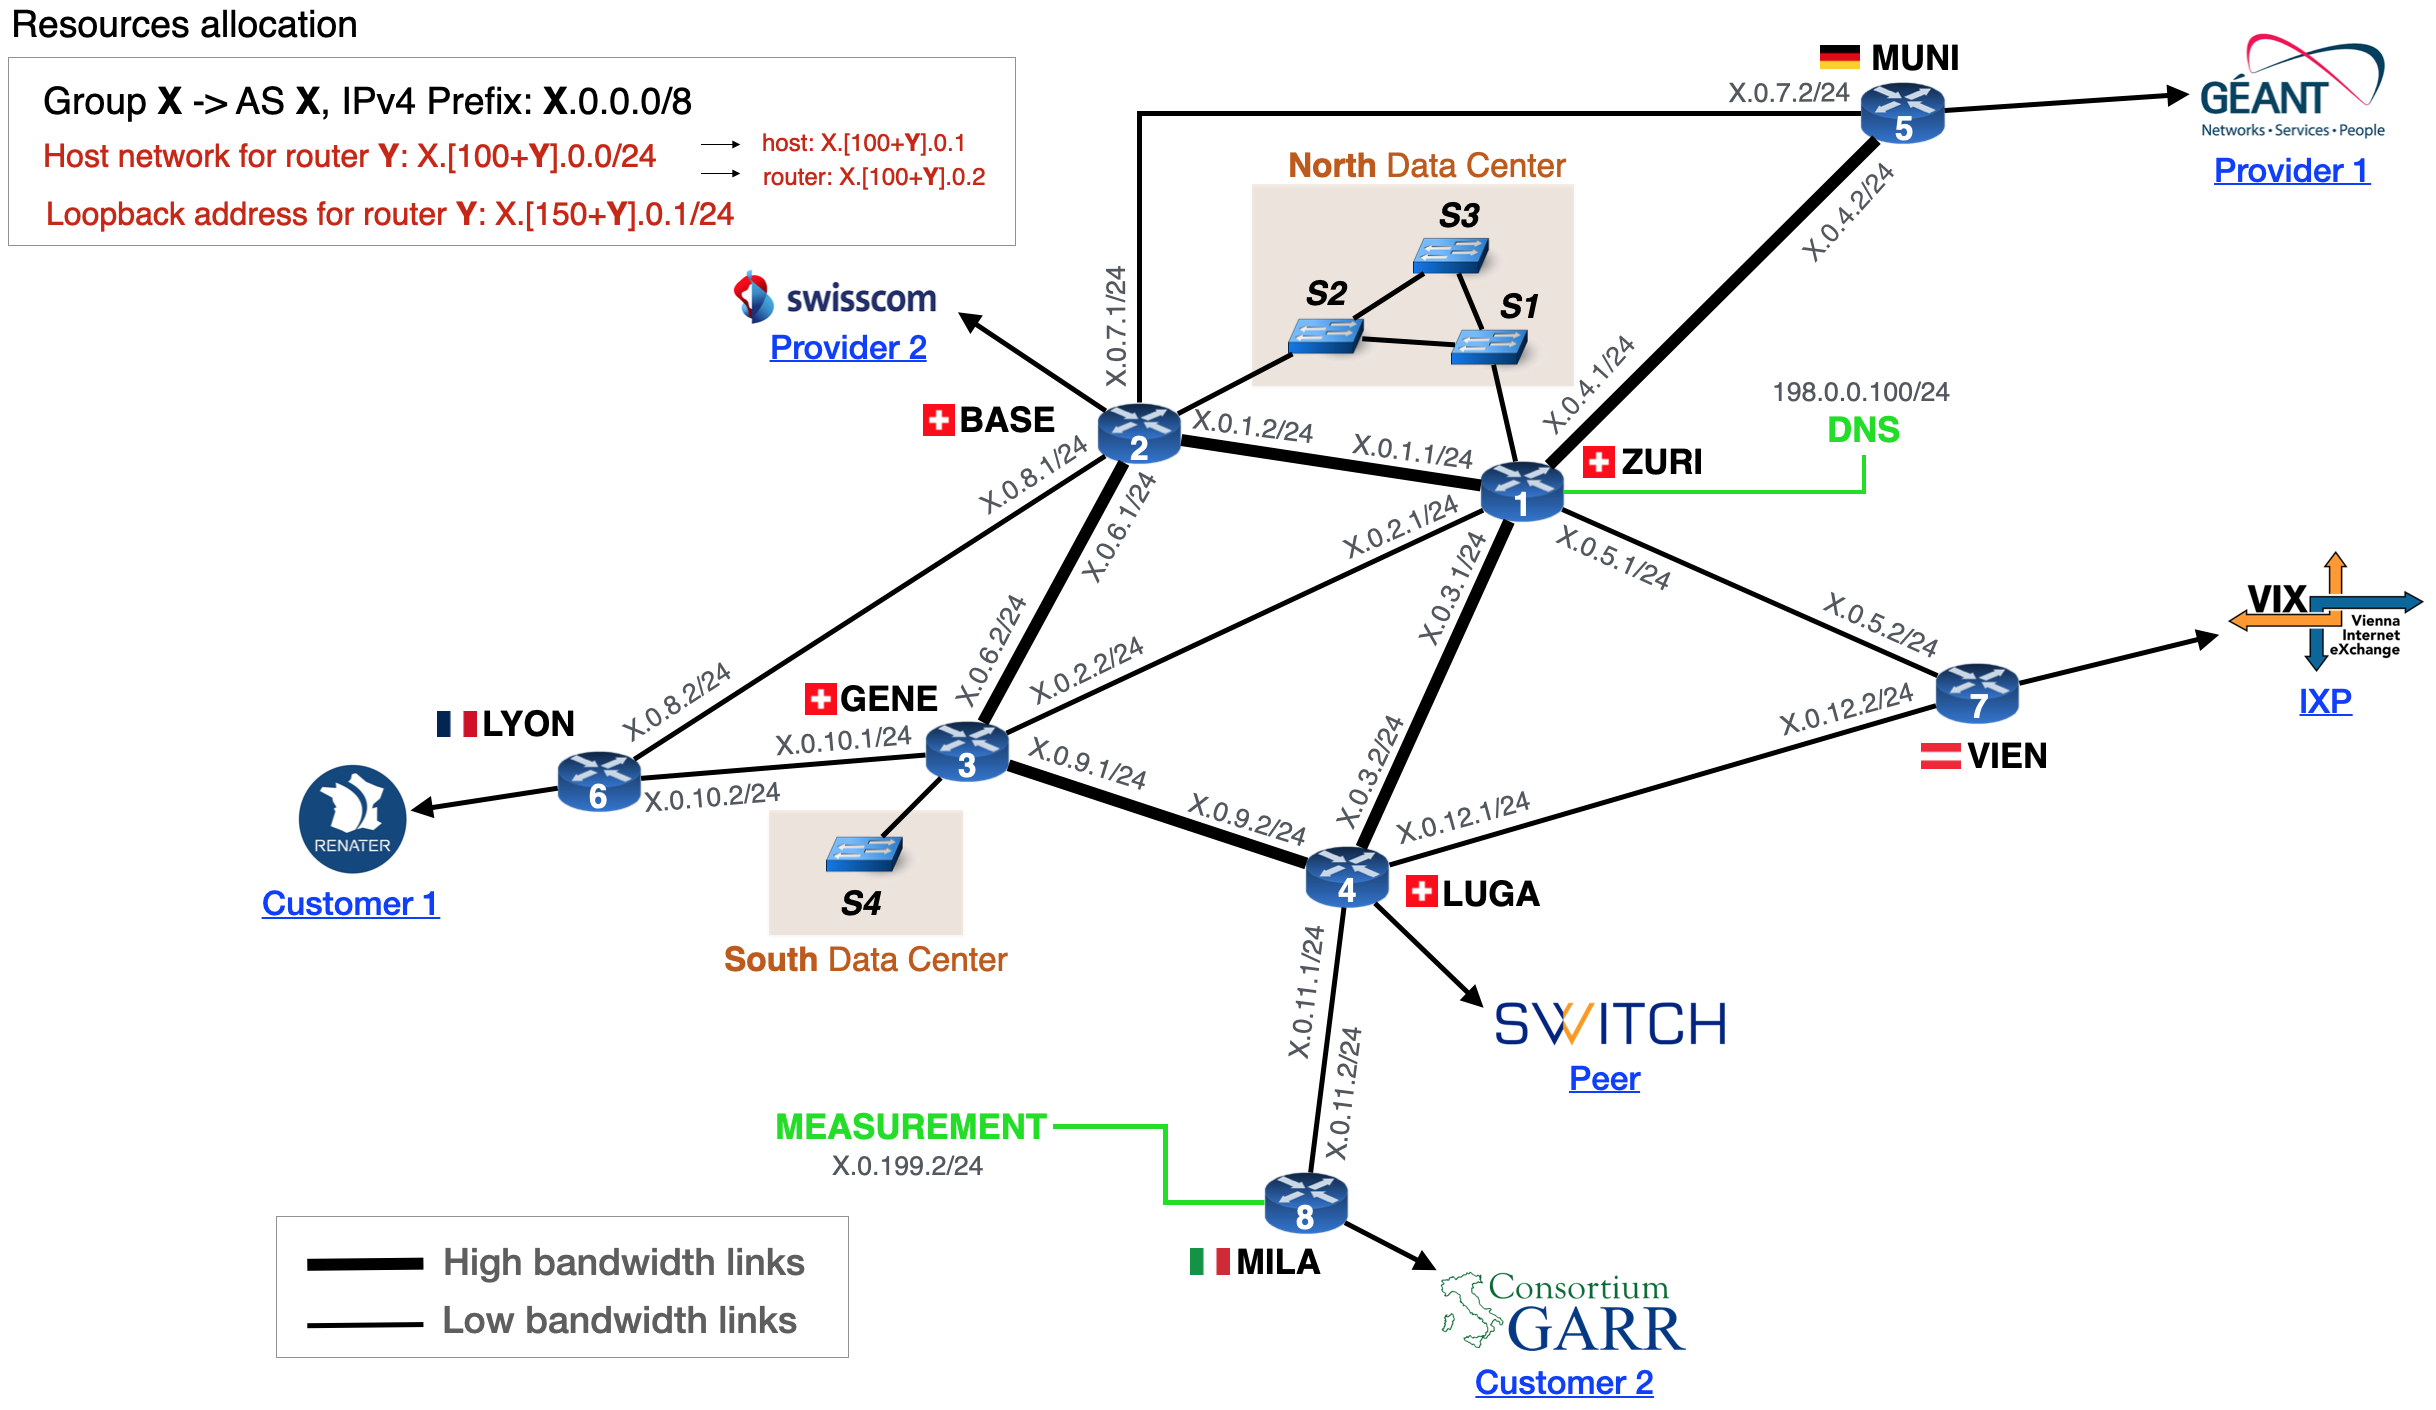 Resources allocation
Group X -> AS X, IPv4 Prefix: X.0.0.0/8
Host network for router Y: X.[100+Y].0.0/24
host: X.[100+Y].0.1
router: X.[100+Y].0.2
Loopback address for router Y: X.[150+Y].0.1/24
MUNI
X.0.7.2/24
5
GÉANT
Networks • Services • People
Provider 1
X.0.4.2/24
North Data Center
S3
S2
S1
swisscom
Provider 2
X.0.7.1/24
X.0.4.1/24
198.0.0.100/24
DNS
BASE
2
X.0.1.2/24
X.0.1.1/24
ZURI
1
X.0.8.1/24
X.0.6.1/24
X.0.2.1/24
X.0.3.1/24
X.0.5.1/24
X.0.5.2/24
VIX
Vienna
Internet
eXchange
IXP
X.0.6.2/24
X.0.2.2/24
X.0.8.2/24
GENE
3
LYON
6
X.0.10.1/24
X.0.10.2/24
X.0.9.1/24
X.0.9.2/24
X.0.3.2/24
X.0.12.2/24
X.0.12.1/24
7
VIEN
RENATER
Customer 1
S4
South Data Center
4
LUGA
X.0.11.1/24
X.0.11.2/24
SWITCH
Peer
MEASUREMENT
X.0.199.2/24
8
MILA
Consortium
GARR
Customer 2
High bandwidth links
Low bandwidth links